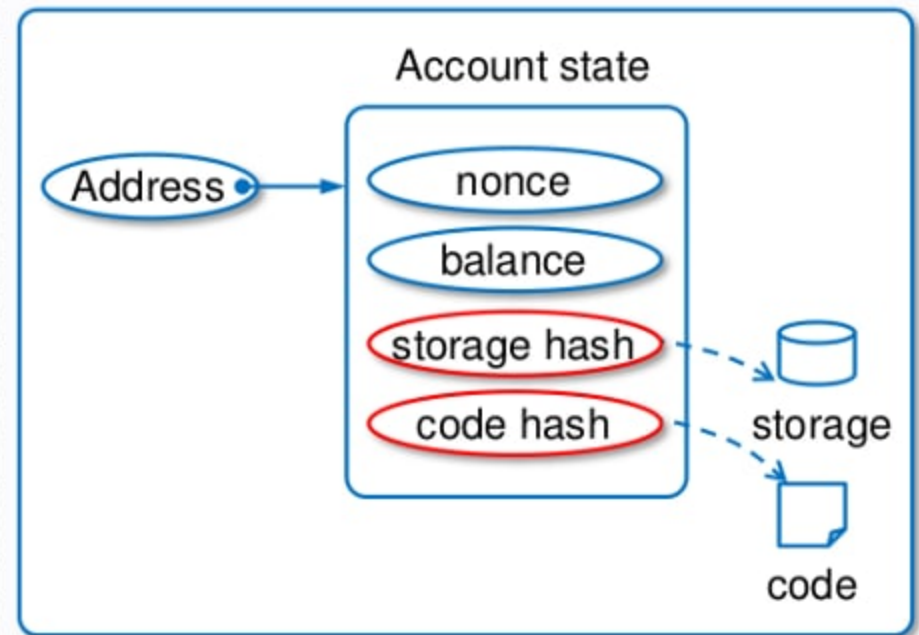 Account state
Address
nonce
balance
storage hash
code hash
storage
code